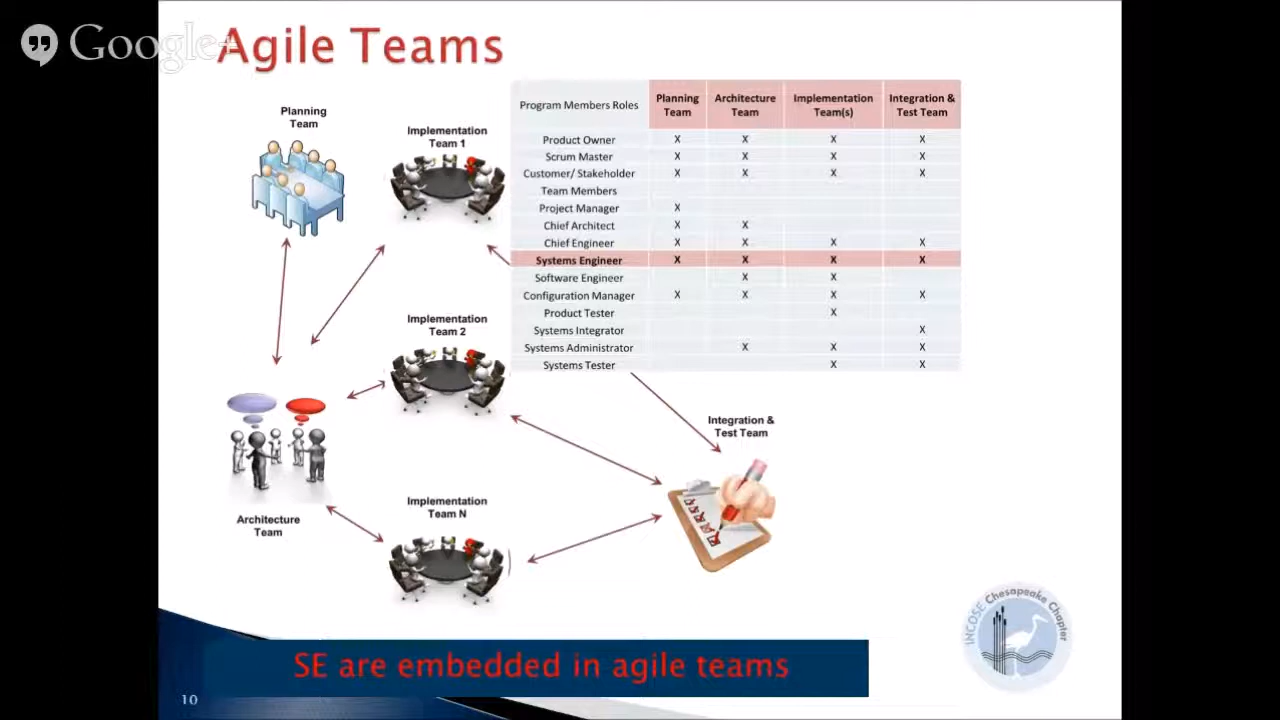 Google+
Agile Teams
Planning
Team
Implementation
Team 1
Program Members Roles Planning Team Architecture Team Implementation Team(s) Integration & Test Team
Product Owner X X X X
Scrum Master X X X X
Customer/ Stakeholder X X X X
Team Members
Project Manager X
Chief Architect X X
Chief Engineer X X X X
Systems Engineer X X X X
Software Engineer X X
Configuration Manager X X X X
Product Tester X
Systems Integrator X
Systems Administrator X X X
Systems Tester X X
Implementation
Team 2
Integration &
Test Team
Architecture
Team
Implementation
Team N
INCOSE Chesapeake Chapter
SE are embedded in agile teams
10